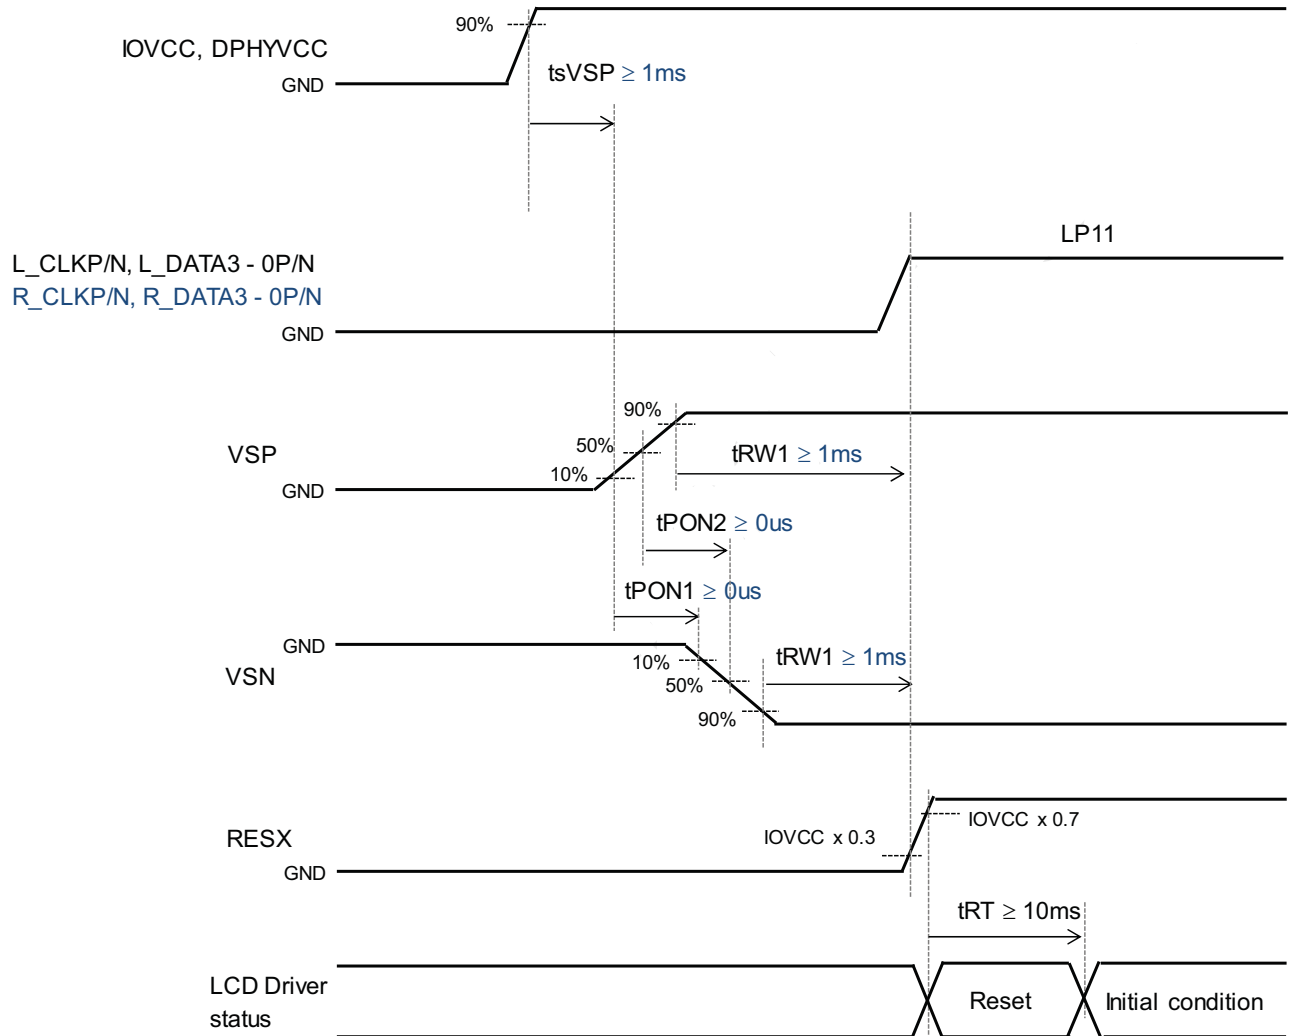 90%
IOVCC, DPHYVCC
GND
tsVSP ≥ 1ms
LP11
L_CLKP/N, L_DATA3 - 0P/N
R_CLKP/N, R_DATA3 - 0P/N
GND
90%
50%
10%
VSP
GND
tRW1 ≥ 1ms
tPON2 ≥ 0us
tPON1 ≥ 0us
GND
VSN
10%
50%
90%
tRW1 ≥ 1ms
RESX
IOVCC x 0.3
IOVCC x 0.7
GND
tRT ≥ 10ms
LCD Driver
status
Reset
Initial condition